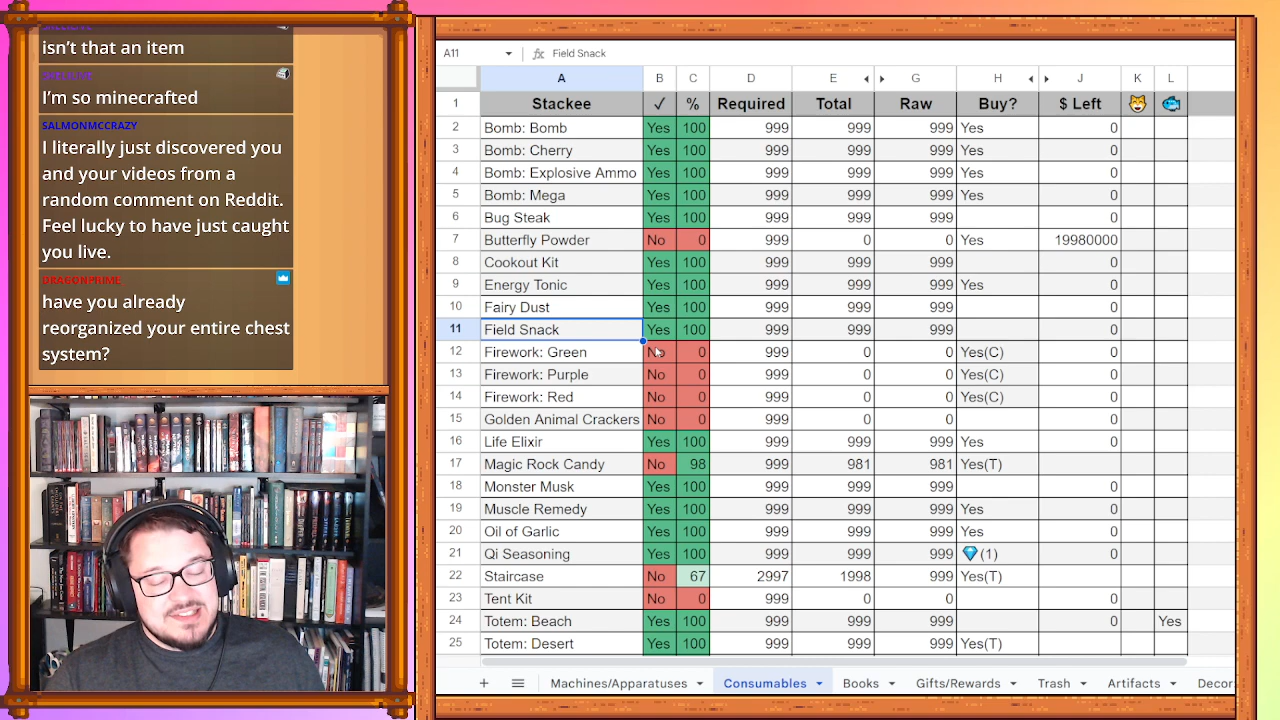 isn't that an item
I'm so minecrafted
SALMONMCCRAZY
I literally just discovered you
and your videos from a
random comment on Reddit.
Feel lucky to have just caught
you live.
DRAGONPRIME
have you already
reorganized your entire chest
system?
A11 fx Field Snack
A B C D E G H J K L
1 Stackee ✓ % Required Total Raw Buy? $ Left
2 Bomb: Bomb Yes 100 999 999 999 Yes 0
3 Bomb: Cherry Yes 100 999 999 999 Yes 0
4 Bomb: Explosive Ammo Yes 100 999 999 999 Yes 0
5 Bomb: Mega Yes 100 999 999 999 Yes 0
6 Bug Steak Yes 100 999 999 999 0
7 Butterfly Powder No 0 999 0 0 Yes 19980000
8 Cookout Kit Yes 100 999 999 999 0
9 Energy Tonic Yes 100 999 999 999 Yes 0
10 Fairy Dust Yes 100 999 999 999 0
11 Field Snack Yes 100 999 999 999 0
12 Firework: Green No 0 999 0 0 Yes(C) 0
13 Firework: Purple No 0 999 0 0 Yes(C) 0
14 Firework: Red No 0 999 0 0 Yes(C) 0
15 Golden Animal Crackers No 0 999 0 0 0
16 Life Elixir Yes 100 999 999 999 Yes 0
17 Magic Rock Candy No 98 999 981 981 Yes(T)
18 Monster Musk Yes 100 999 999 999 0
19 Muscle Remedy Yes 100 999 999 999 Yes 0
20 Oil of Garlic Yes 100 999 999 999 Yes 0
21 Qi Seasoning Yes 100 999 999 999 💎(1) 0
22 Staircase No 67 2997 1998 999 Yes(T)
23 Tent Kit No 0 999 0 0 0
24 Totem: Beach Yes 100 999 999 999 0 Yes
25 Totem: Desert Yes 100 999 999 999 Yes(T)
+ Machines/Apparatuses Consumables Books Gifts/Rewards Trash Artifacts Decor